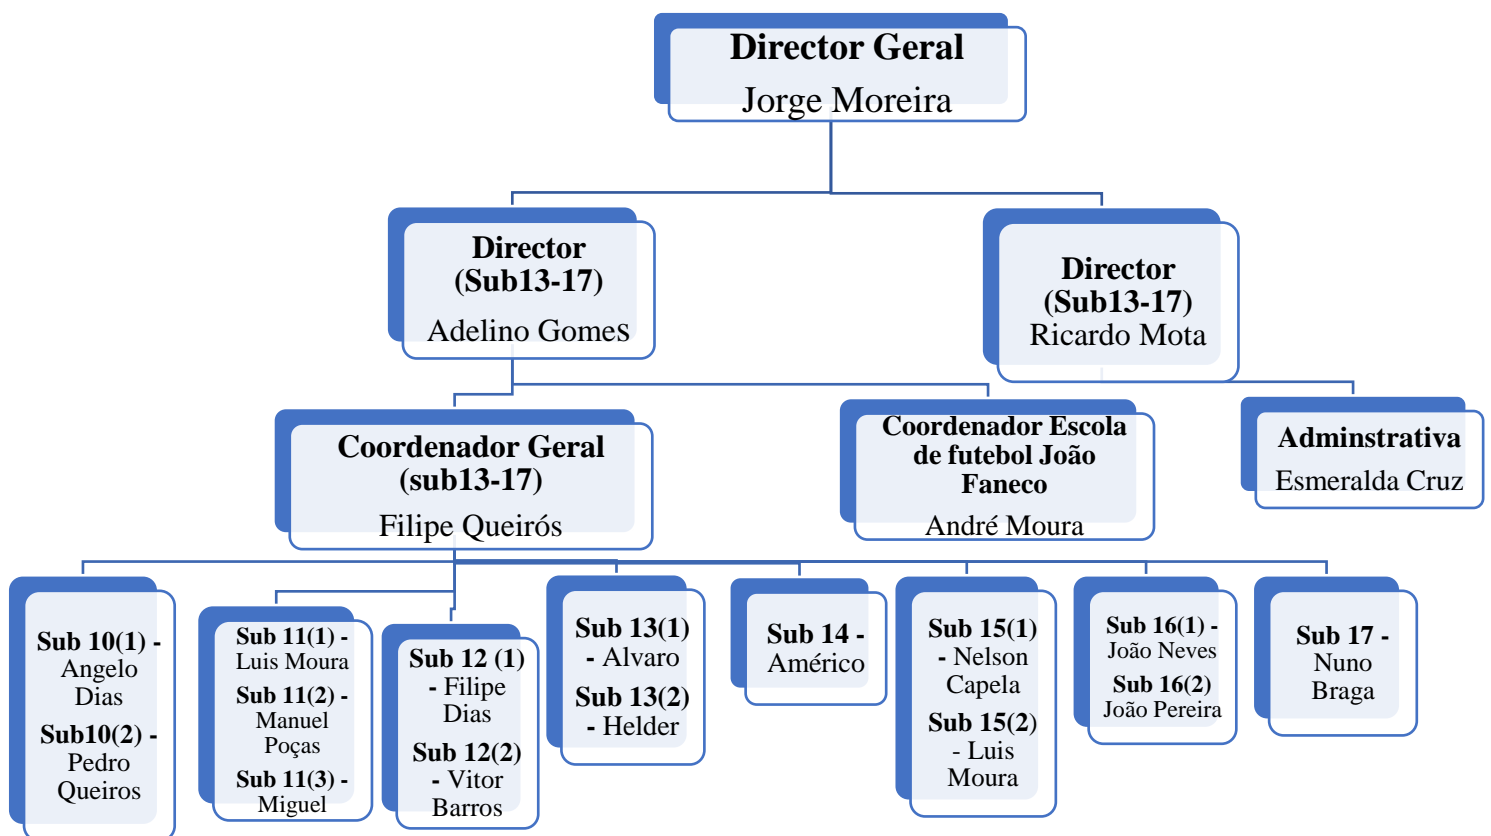 Director Geral
Jorge Moreira
Director
(Sub13-17)
Adelino Gomes
Director
(Sub13-17)
Ricardo Mota
Coordenador Geral
(sub13-17)
Filipe Queirós
Coordenador Escola
de futebol João
Faneco
André Moura
Adminstrativa
Esmeralda Cruz
Sub 10(1) -
Angelo
Dias
Sub10(2) -
Pedro
Queiros
Sub 11(1) -
Luis Moura
Sub 11(2) -
Manuel
Poças
Sub 11(3) -
Miguel
Sub 12 (1)
- Filipe
Dias
Sub 12(2)
- Vitor
Barros
Sub 13(1)
- Alvaro
Sub 13(2)
- Helder
Sub 14 -
Américo
Sub 15(1)
- Nelson
Capela
Sub 15(2)
- Luis
Moura
Sub 16(1) -
João Neves
Sub 16(2)
João Pereira
Sub 17 -
Nuno
Braga